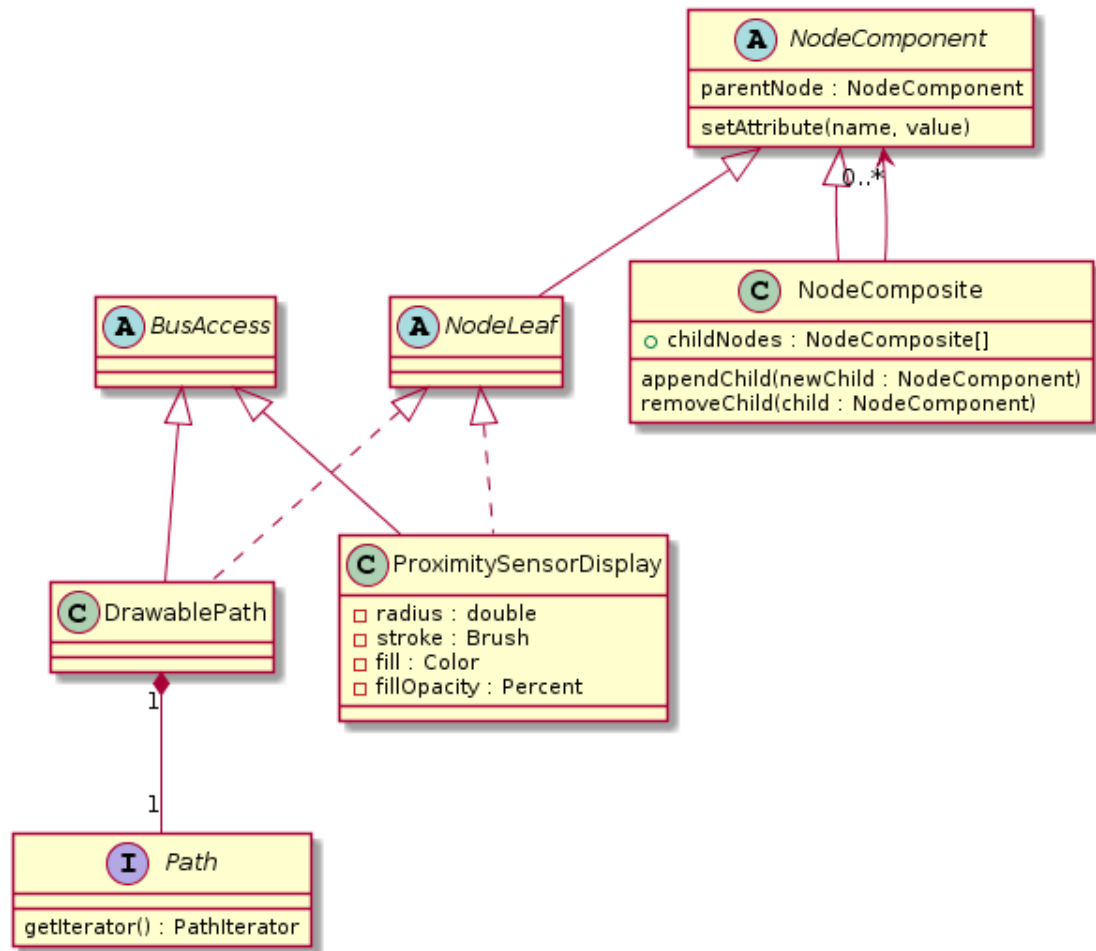 A NodeComponent
parentNode : NodeComponent
setAttribute(name, value)
0..*
C NodeComposite
childNodes : NodeComposite[]
appendChild(newChild : NodeComponent)
removeChild(child : NodeComponent)
A BusAccess
A NodeLeaf
C ProximitySensorDisplay
radius : double
stroke : Brush
fill : Color
fillOpacity : Percent
C DrawablePath
1
1
I Path
getIterator() : PathIterator